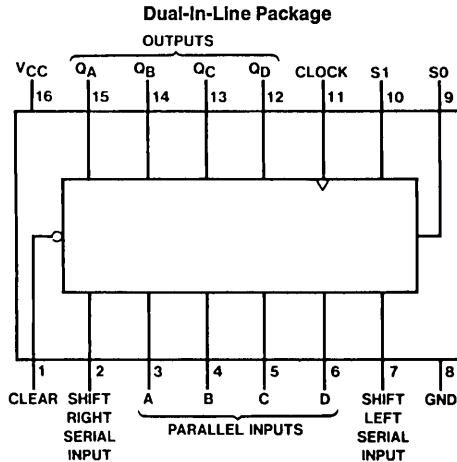 Dual-In-Line Package
OUTPUTS
VCC QA QB QC QD CLOCK S1 S0
16 15 14 13 12 11 10 9
1 2 3 4 5 6 7 8
CLEAR SHIFT RIGHT SERIAL INPUT A B C D SHIFT LEFT SERIAL INPUT GND
PARALLEL INPUTS